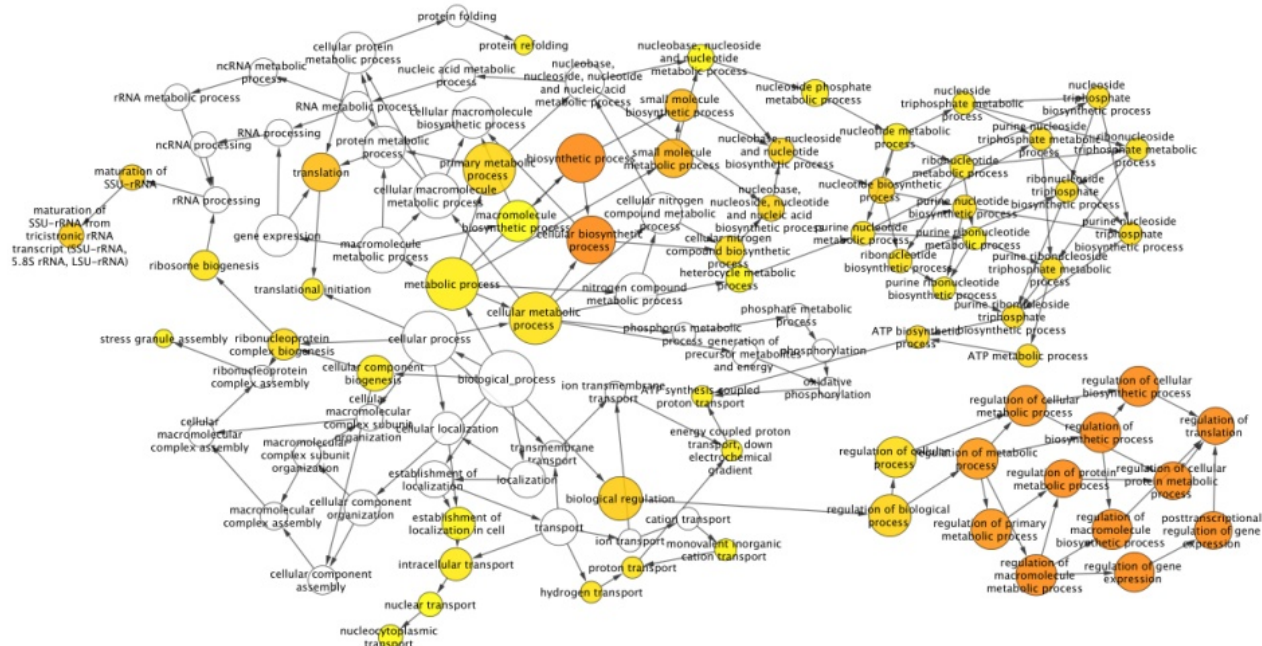 protein folding
protein refolding
cellular protein
metabolic process
ncRNA metabolic
process
nucleic acid metabolic
process
nucleobase,
nucleoside, nucleotide
and nucleic acid
metabolic process
nucleobase, nucleoside
and nucleotide
metabolic process
nucleoside phosphate
metabolic process
rRNA metabolic process
RNA metabolic process
cellular macromolecule
biosynthetic process
small molecule
biosynthetic process
nucleoside
triphosphate metabolic
process
nucleoside
triphosphate
biosynthetic process
RNA processing
ncRNA processing
protein metabolic
process
primary metabolic
process
biosynthetic process
small molecule
metabolic process
nucleobase, nucleoside
and nucleotide
biosynthetic process
nucleotide metabolic
process
purine nucleoside
triphosphate
process
ribonucleoside
triphosphate metabolic
process
maturation of
SSU-rRNA
translation
rRNA processing
cellular macromolecule
metabolic process
ribonucleotide
metabolic process
nucleotide biosynthetic
process
ribonucleoside
triphosphate
biosynthetic process
maturation of
SSU-rRNA from
tricistronic rRNA
transcript (SSU-rRNA,
5.8S rRNA, LSU-rRNA)
gene expression
macromolecule
metabolic process
macromolecule
biosynthetic process
cellular biosynthetic
process
cellular nitrogen
compound metabolic
process
nucleobase,
nucleoside, nucleotide
and nucleic acid
biosynthetic process
purine nucleotide
biosynthetic process
purine nucleotide
metabolic process
purine ribonucleotide
metabolic process
purine nucleoside
triphosphate
biosynthetic process
ribosome biogenesis
translational initiation
metabolic process
nitrogen compound
metabolic process
cellular nitrogen
compound biosynthetic
process
heterocycle metabolic
process
ribonucleotide
biosynthetic process
purine ribonucleoside
triphosphate metabolic
process
purine ribonucleotide
biosynthetic process
purine ribonucleoside
triphosphate
biosynthetic process
stress granule assembly
ribonucleoprotein
complex biogenesis
cellular process
cellular metabolic
process
phosphorus metabolic
process
phosphate metabolic
process
generation of
precursor metabolites
and energy
phosphorylation
ATP biosynthetic
process
ATP metabolic process
ribonucleoprotein
complex assembly
cellular component
biogenesis
biological_process
ion transmembrane
transport
ATP synthesis coupled
proton transport
oxidative
phosphorylation
cellular
macromolecular
complex subunit
organization
cellular
macromolecular
complex assembly
macromolecular
complex subunit
organization
cellular localization
transmembrane
transport
energy coupled proton
transport, down
electrochemical
gradient
regulation of cellular
metabolic process
regulation of cellular
biosynthetic process
regulation of
biosynthetic process
regulation of
translation
establishment of
localization
localization
biological regulation
regulation of cellular
process
regulation of metabolic
process
regulation of protein
metabolic process
regulation of cellular
protein metabolic
process
macromolecular
complex assembly
cellular component
organization
establishment of
localization in cell
transport
cation transport
ion transport
monovalent inorganic
cation transport
regulation of biological
process
regulation of primary
metabolic process
regulation of
macromolecule
biosynthetic process
posttranscriptional
regulation of gene
expression
cellular component
assembly
intracellular transport
proton transport
hydrogen transport
regulation of
macromolecule
metabolic process
regulation of gene
expression
nuclear transport
nucleocytoplasmic
transport